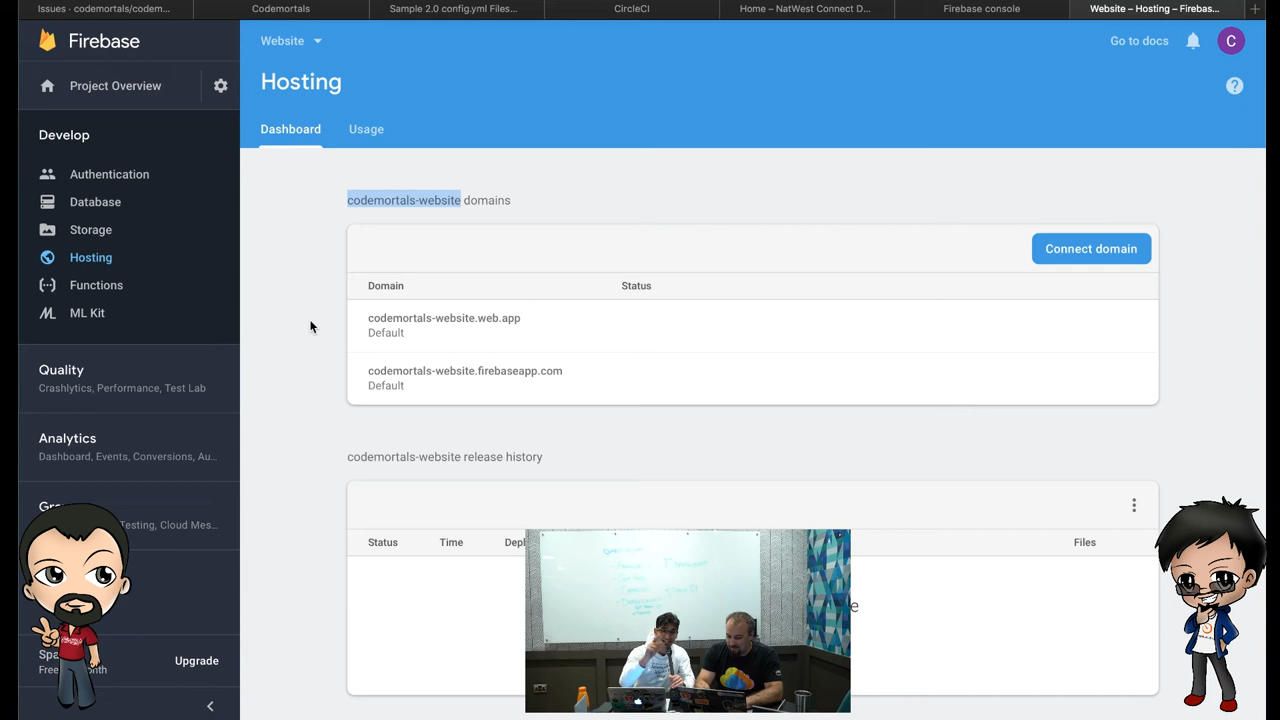 Issues · codemortals/codem...
Codemortals
Sample 2.0 config.yml Files...
CircleCI
Home – NatWest Connect D...
Firebase console
Website – Hosting – Firebas...
Firebase
Website
Go to docs
C
Project Overview
Hosting
Dashboard
Usage
Develop
Authentication
Database
Storage
Hosting
Functions
ML Kit
codemortals-website domains
Connect domain
Domain
Status
codemortals-website.web.app
Default
codemortals-website.firebaseapp.com
Default
Quality
Crashlytics, Performance, Test Lab
Analytics
Dashboard, Events, Conversions, Au...
Testing, Cloud Mes...
codemortals-website release history
Status
Time
Files
Upgrade